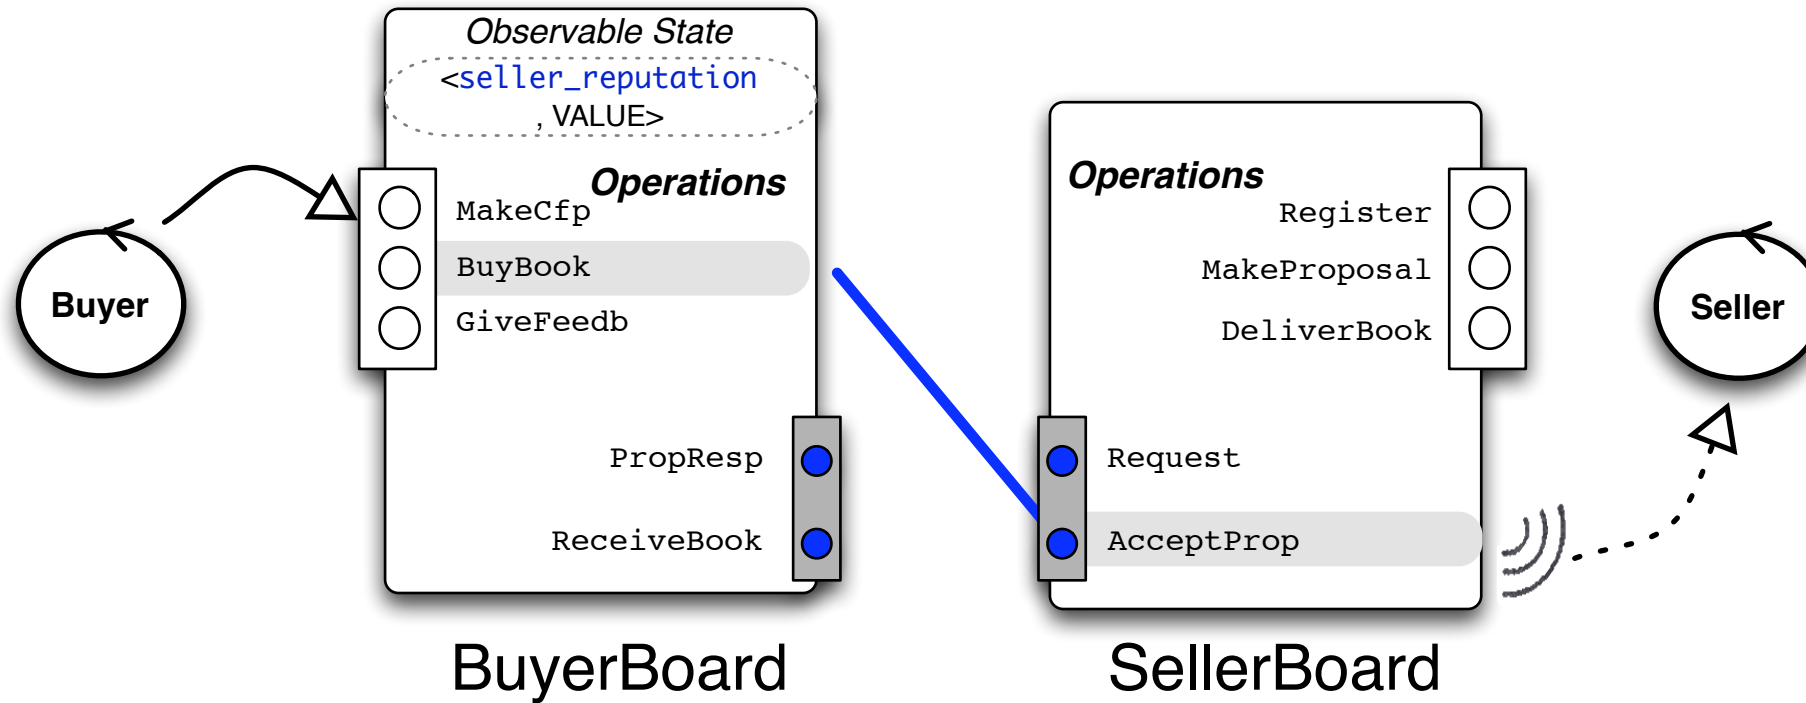 Observable State
<seller_reputation
, VALUE>
Operations
MakeCfp
BuyBook
GiveFeedb
PropResp
ReceiveBook
Buyer
BuyerBoard
Operations
Register
MakeProposal
DeliverBook
Request
AcceptProp
Seller
SellerBoard